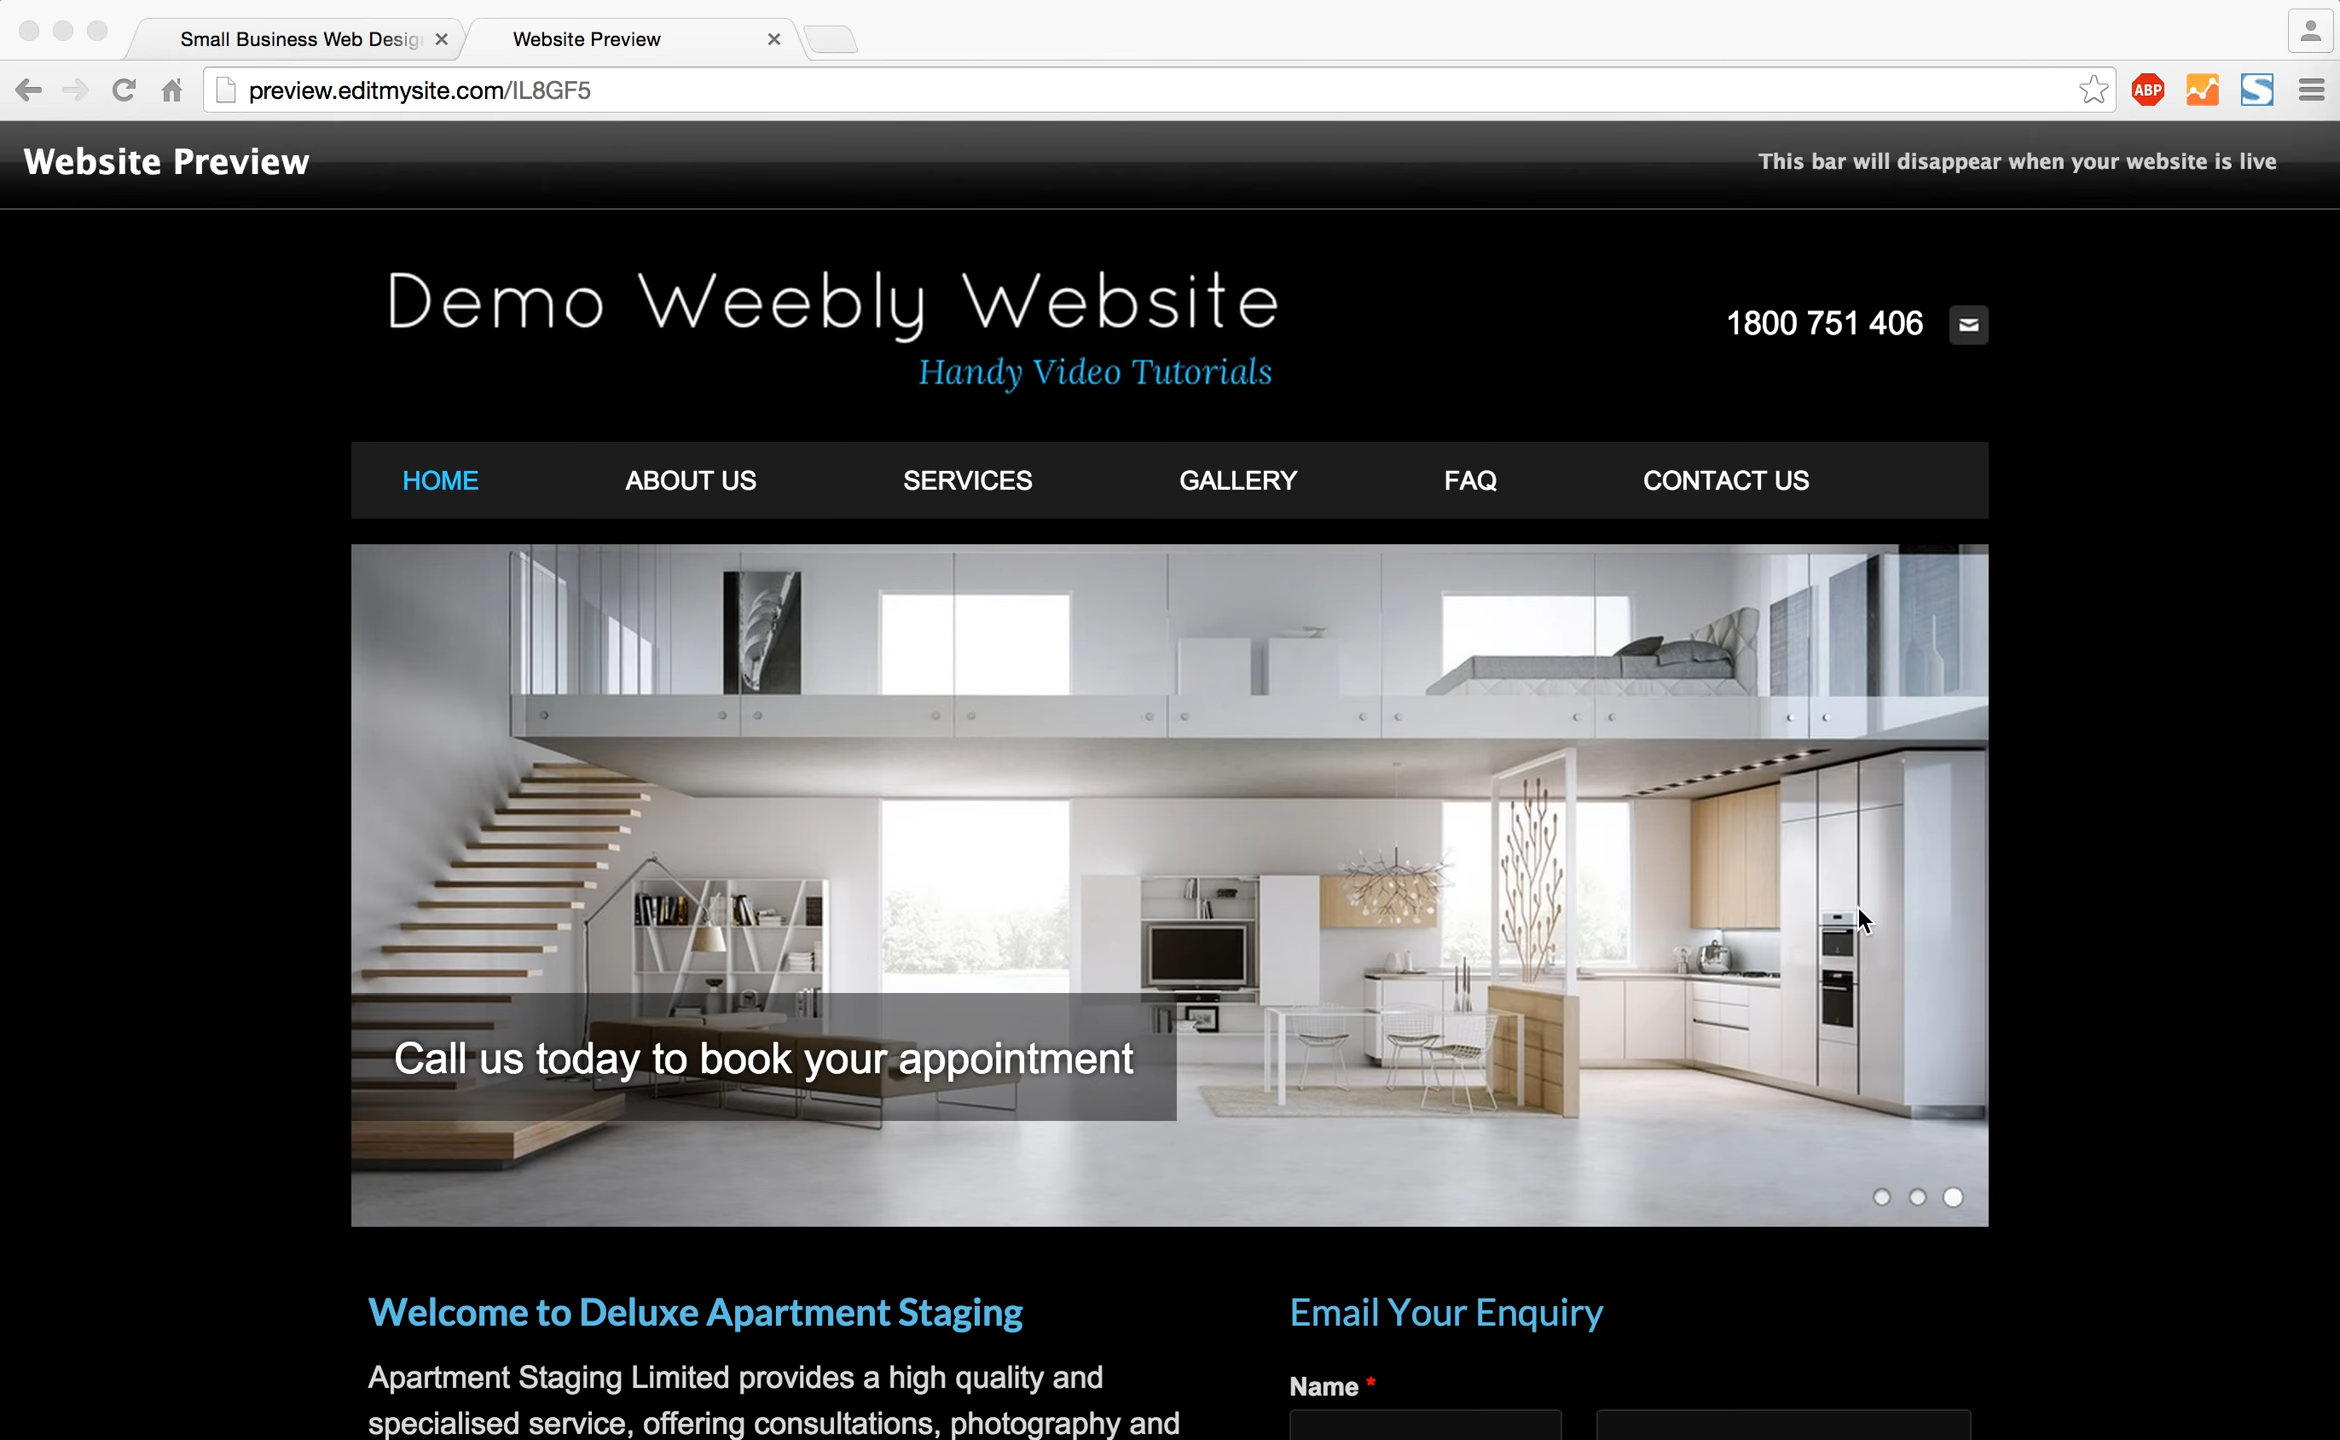 Small Business Web Desig
Website Preview
preview.editmysite.com/IL8GF5
ABP
Website Preview
This bar will disappear when your website is live
Demo Weebly Website
Handy Video Tutorials
1800 751 406
HOME
ABOUT US
SERVICES
GALLERY
FAQ
CONTACT US
Call us today to book your appointment
Welcome to Deluxe Apartment Staging
Apartment Staging Limited provides a high quality and
specialised service, offering consultations, photography and
Email Your Enquiry
Name *